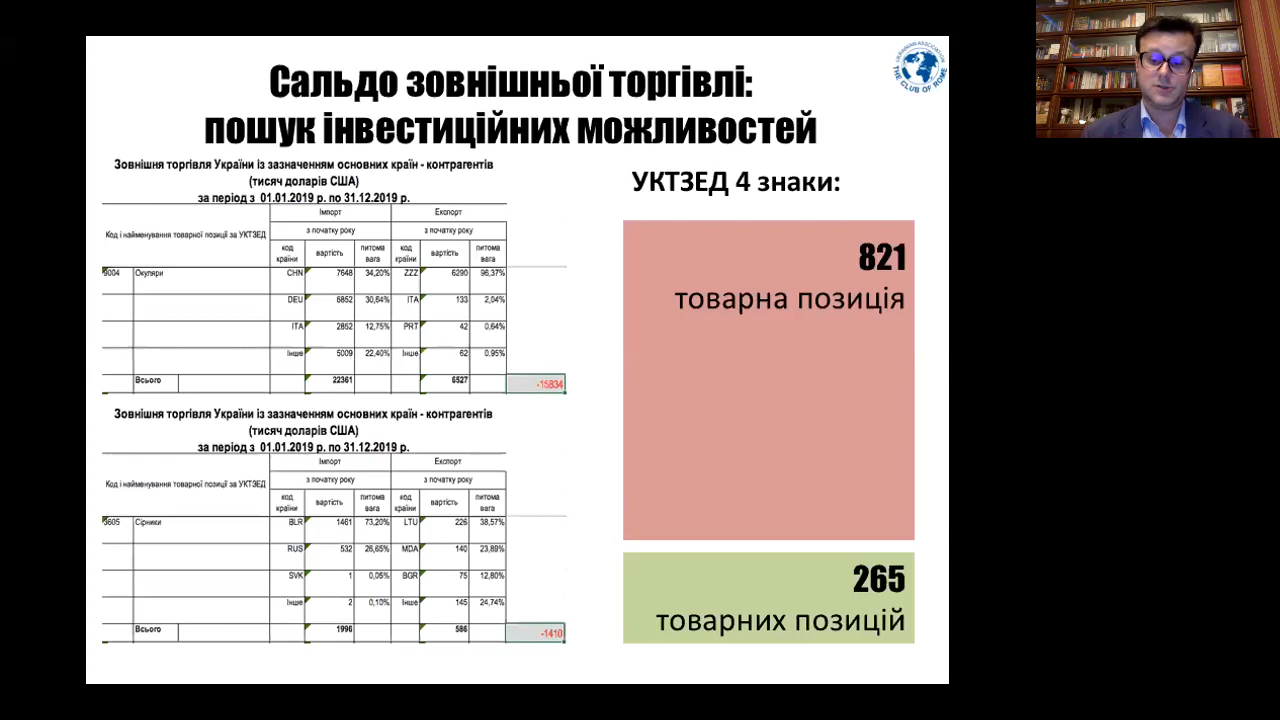 Сальдо зовнішньої торгівлі:
пошук інвестиційних можливостей
UKRAINIAN ASSOCIATION
THE CLUB OF ROME
Зовнішня торгівля України із зазначенням основних країн - контрагентів
(тисяч доларів США)
за період з 01.01.2019 р. по 31.12.2019 р.
Імпорт Експорт
Код і найменування товарної позиції за УКТЗЕД з початку року з початку року
код країни вартість питома вага код країни вартість питома вага
9004 Окуляри CHN 7648 34,20% ZZZ 6290 96,37%
DEU 6852 30,64% ITA 133 2,04%
ITA 2852 12,75% PRT 42 0,64%
Інше 5009 22,40% Інше 62 0,95%
Всього 22361 6527 -15834
Зовнішня торгівля України із зазначенням основних країн - контрагентів
(тисяч доларів США)
за період з 01.01.2019 р. по 31.12.2019 р.
Імпорт Експорт
Код і найменування товарної позиції за УКТЗЕД з початку року з початку року
код країни вартість питома вага код країни вартість питома вага
3605 Сірники BLR 1461 73,20% LTU 226 38,57%
RUS 532 26,65% MDA 140 23,89%
SVK 1 0,05% BGR 75 12,80%
Інше 2 0,10% Інше 145 24,74%
Всього 1996 586 -1410
УКТЗЕД 4 знаки:
821
товарна позиція
265
товарних позицій